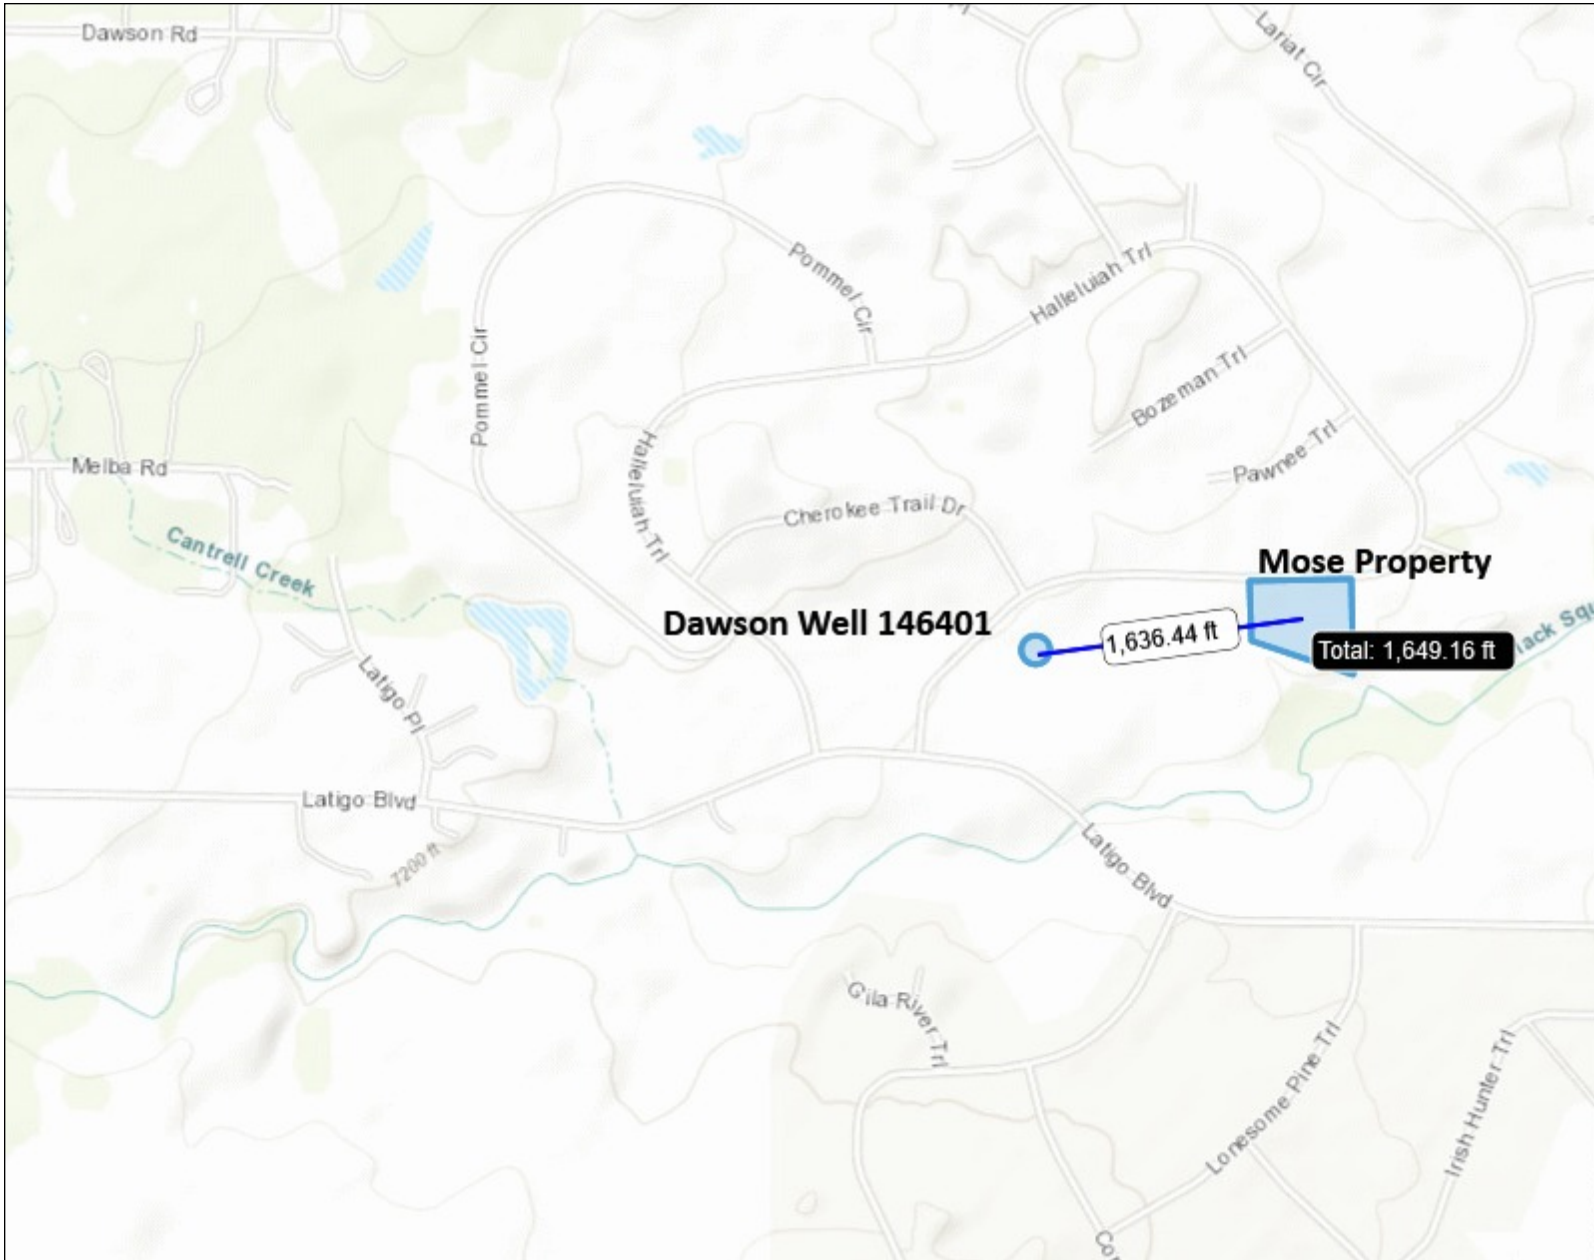 Dawson Rd
Lariat Cir
Pommel Cir
Halleluiah Trl
Pommel Cir
Bozeman Trl
Halleluiah Trl
Pawnee Trl
Melba Rd
Cherokee Trail Dr
Cantrell Creek
Mose Property
Dawson Well 146401
1,636.44 ft
Total: 1,649.16 ft
Latigo Pl
Latigo Blvd
7200 ft
Latigo Blvd
Gila River Trl
Lonesome Pine Trl
Irish Hunter Trl